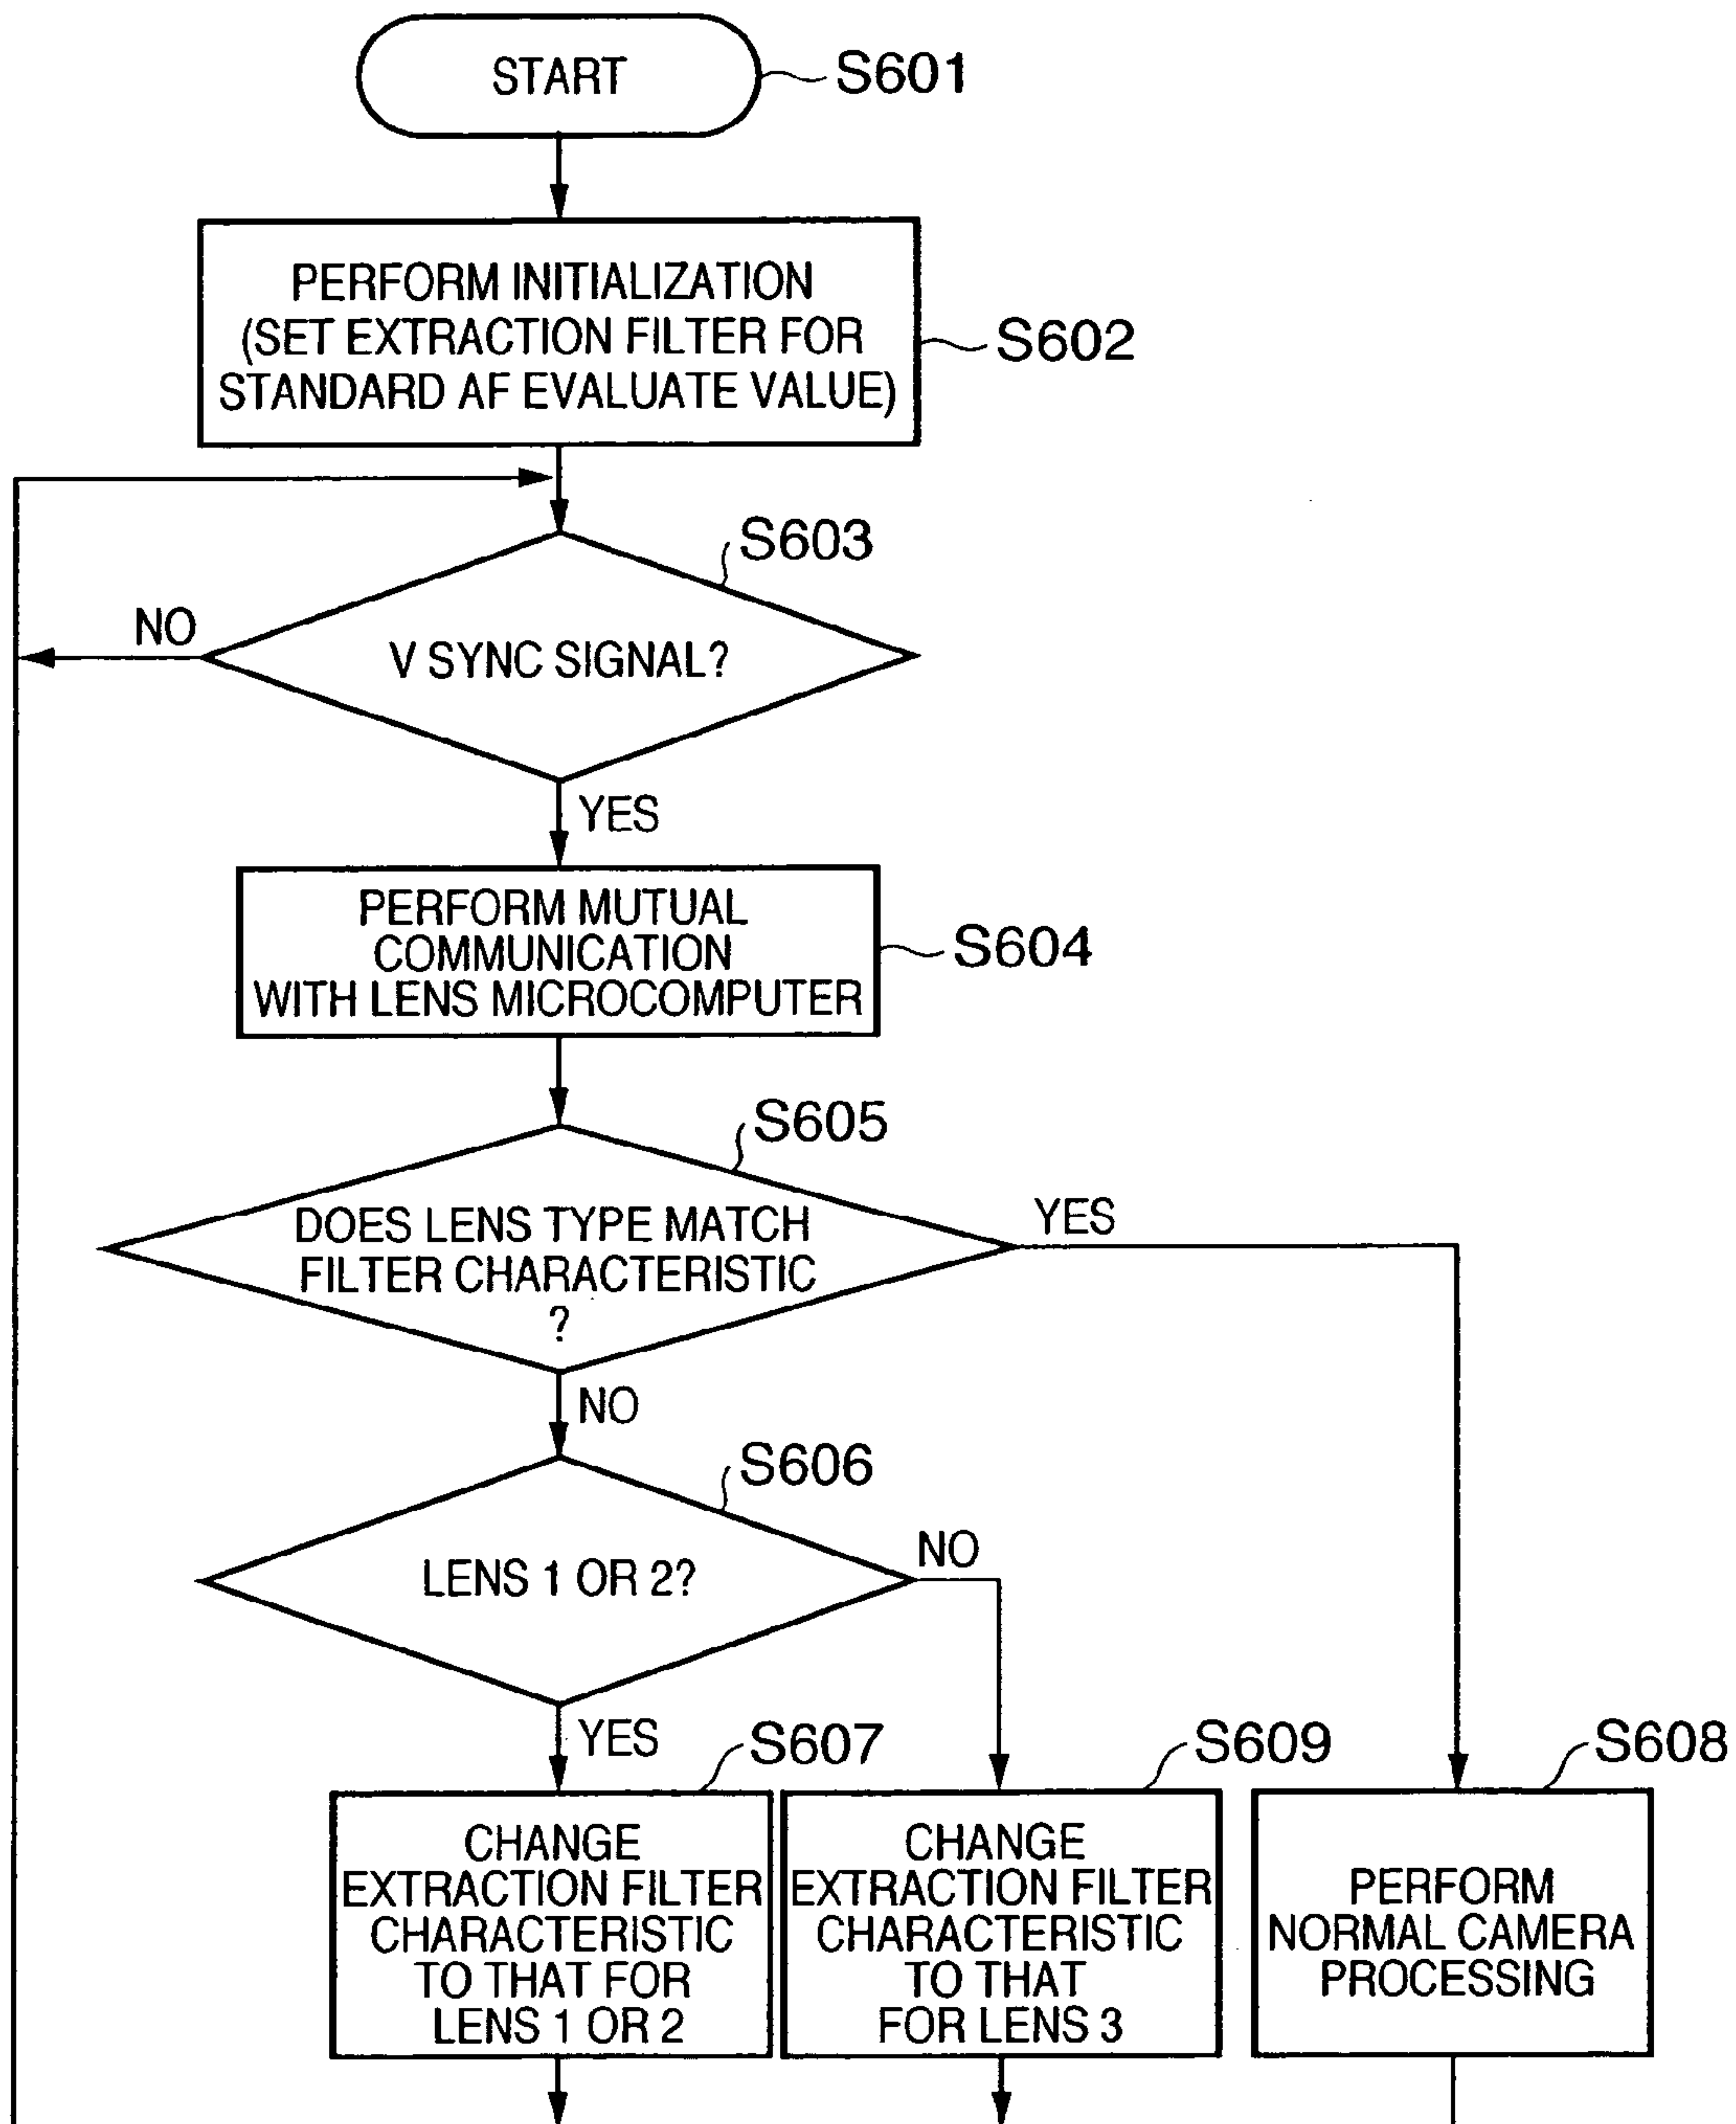 START
S601
PERFORM INITIALIZATION
(SET EXTRACTION FILTER FOR
STANDARD AF EVALUATE VALUE)
S602
S603
NO
V SYNC SIGNAL?
YES
PERFORM MUTUAL
COMMUNICATION
WITH LENS MICROCOMPUTER
S604
S605
DOES LENS TYPE MATCH
FILTER CHARACTERISTIC
?
YES
NO
S606
LENS 1 OR 2?
NO
YES
S607
CHANGE
EXTRACTION FILTER
CHARACTERISTIC
TO THAT FOR
LENS 1 OR 2
S609
CHANGE
EXTRACTION FILTER
CHARACTERISTIC
TO THAT
FOR LENS 3
S608
PERFORM
NORMAL CAMERA
PROCESSING